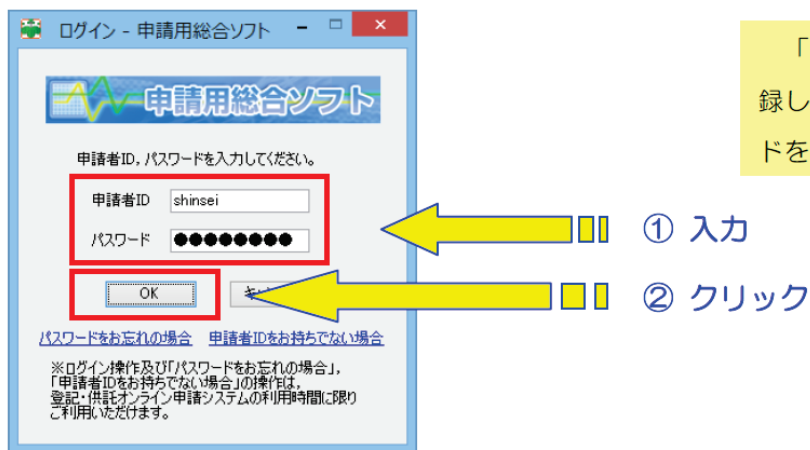 ログイン - 申請用総合ソフト
申請用総合ソフト
申請者ID，パスワードを入力してください。
申請者ID shinsei
パスワード ●●●●●●●●
OK
パスワードをお忘れの場合 申請者IDをお持ちでない場合
※ログイン操作及び「パスワードをお忘れの場合」，
「申請者IDをお持ちでない場合」の操作は，
登記・供託オンライン申請システムの利用時間に限り
ご利用いただけます。
「
録し
ドを
① 入力
② クリック